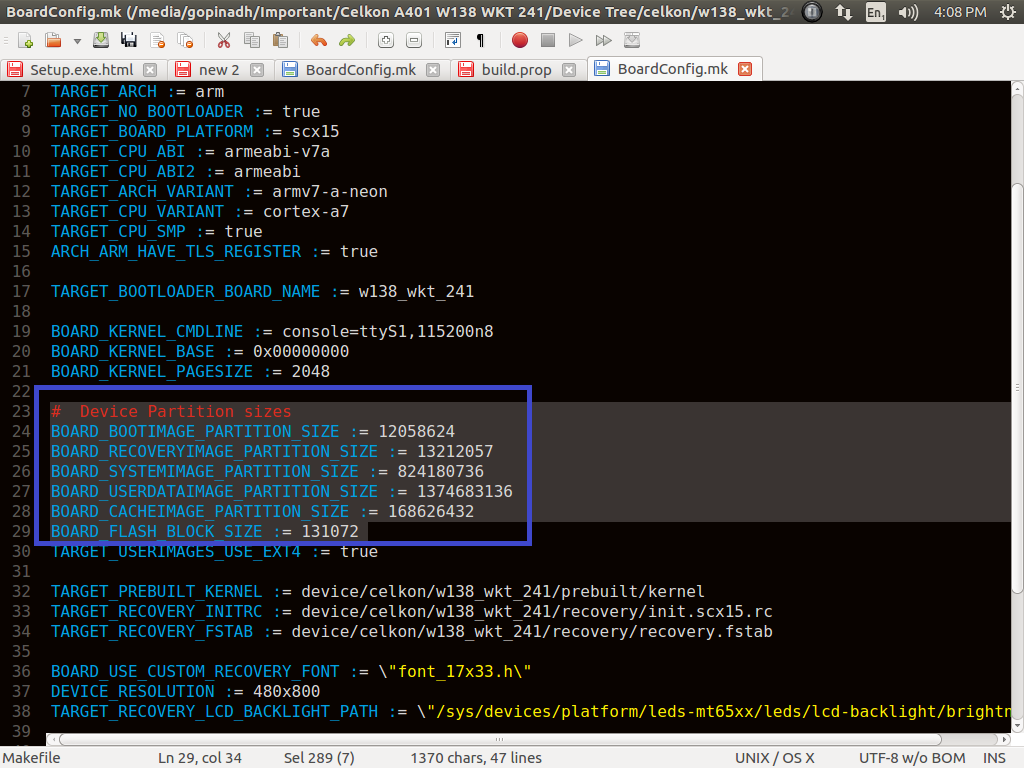 BoardConfig.mk (/media/gopinadh/Important/Celkon A401 W138 WKT 241/Device Tree/celkon/w138_wkt_24
En1
4:08 PM
Setup.exe.html
new 2
BoardConfig.mk
build.prop
BoardConfig.mk
7 TARGET_ARCH := arm
8 TARGET_NO_BOOTLOADER := true
9 TARGET_BOARD_PLATFORM := scx15
10 TARGET_CPU_ABI := armeabi-v7a
11 TARGET_CPU_ABI2 := armeabi
12 TARGET_ARCH_VARIANT := armv7-a-neon
13 TARGET_CPU_VARIANT := cortex-a7
14 TARGET_CPU_SMP := true
15 ARCH_ARM_HAVE_TLS_REGISTER := true
16
17 TARGET_BOOTLOADER_BOARD_NAME := w138_wkt_241
18
19 BOARD_KERNEL_CMDLINE := console=ttyS1,115200n8
20 BOARD_KERNEL_BASE := 0x00000000
21 BOARD_KERNEL_PAGESIZE := 2048
22
23 #  Device Partition sizes
24 BOARD_BOOTIMAGE_PARTITION_SIZE := 12058624
25 BOARD_RECOVERYIMAGE_PARTITION_SIZE := 13212057
26 BOARD_SYSTEMIMAGE_PARTITION_SIZE := 824180736
27 BOARD_USERDATAIMAGE_PARTITION_SIZE := 1374683136
28 BOARD_CACHEIMAGE_PARTITION_SIZE := 168626432
29 BOARD_FLASH_BLOCK_SIZE := 131072
30 TARGET_USERIMAGES_USE_EXT4 := true
31
32 TARGET_PREBUILT_KERNEL := device/celkon/w138_wkt_241/prebuilt/kernel
33 TARGET_RECOVERY_INITRC := device/celkon/w138_wkt_241/recovery/init.scx15.rc
34 TARGET_RECOVERY_FSTAB := device/celkon/w138_wkt_241/recovery/recovery.fstab
35
36 BOARD_USE_CUSTOM_RECOVERY_FONT := \"font_17x33.h\"
37 DEVICE_RESOLUTION := 480x800
38 TARGET_RECOVERY_LCD_BACKLIGHT_PATH := \"/sys/devices/platform/leds-mt65xx/leds/lcd-backlight/brightn
39
Makefile
Ln 29, col 34
Sel 289 (7)
1370 chars, 47 lines
UNIX / OS X
UTF-8 w/o BOM
INS